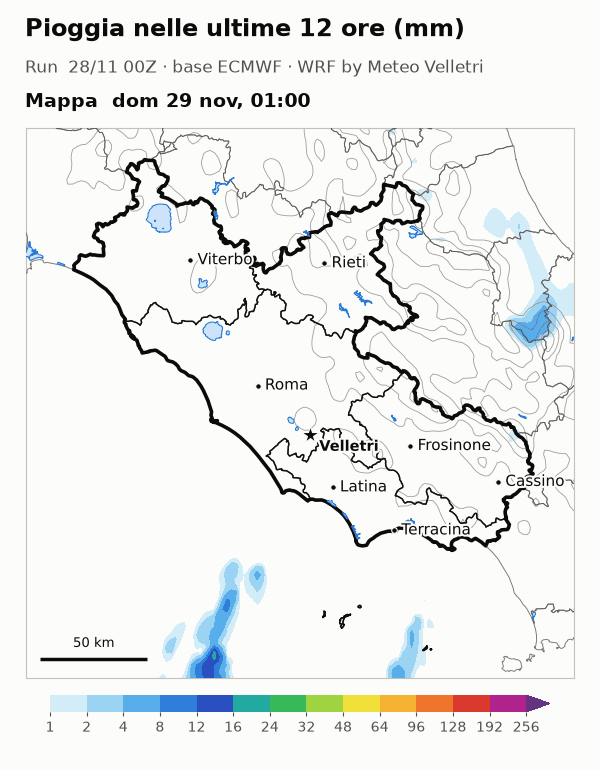 Pioggia nelle ultime 12 ore (mm)
Run  28/11 00Z · base ECMWF · WRF by Meteo Velletri
Mappa  dom 29 nov, 01:00
Viterbo
Rieti
Roma
Velletri
Frosinone
Latina
Cassino
Terracina
50 km
1 2 4 8 12 16 24 32 48 64 96 128 192 256